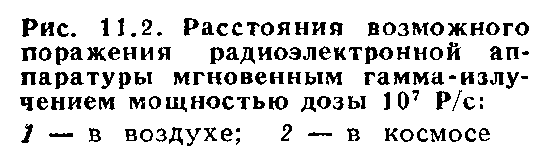 Рис. 11.2. Расстояния возможного
поражения радиоэлектронной ап-
паратуры мгновенным гамма-излу-
чением мощностью дозы 10⁷ Р/с:
1 — в воздухе; 2 — в космосе